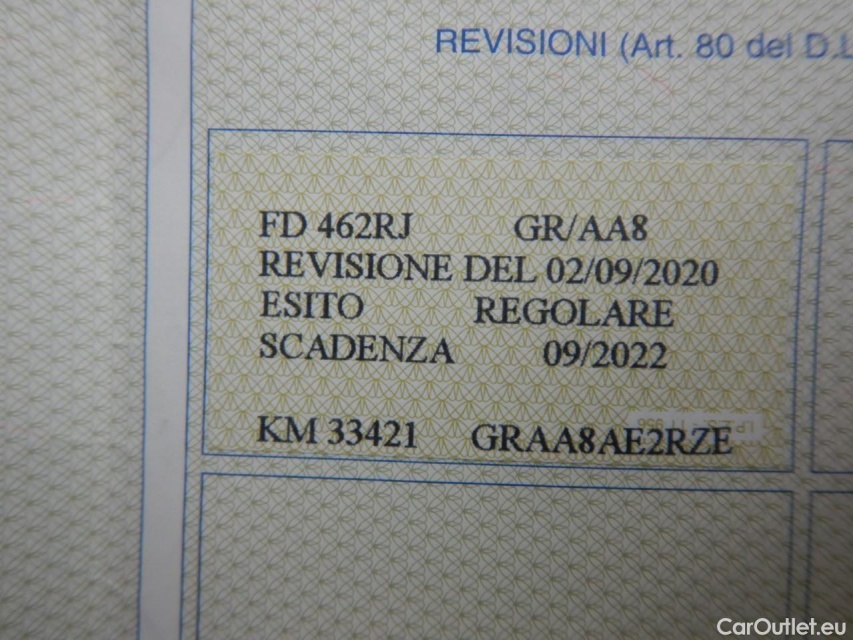 REVISIONI (Art. 80 del D.L
FD 462RJ GR/AA8
REVISIONE DEL 02/09/2020
ESITO REGOLARE
SCADENZA 09/2022
KM 33421 GRAA8AE2RZE
CarOutlet.eu